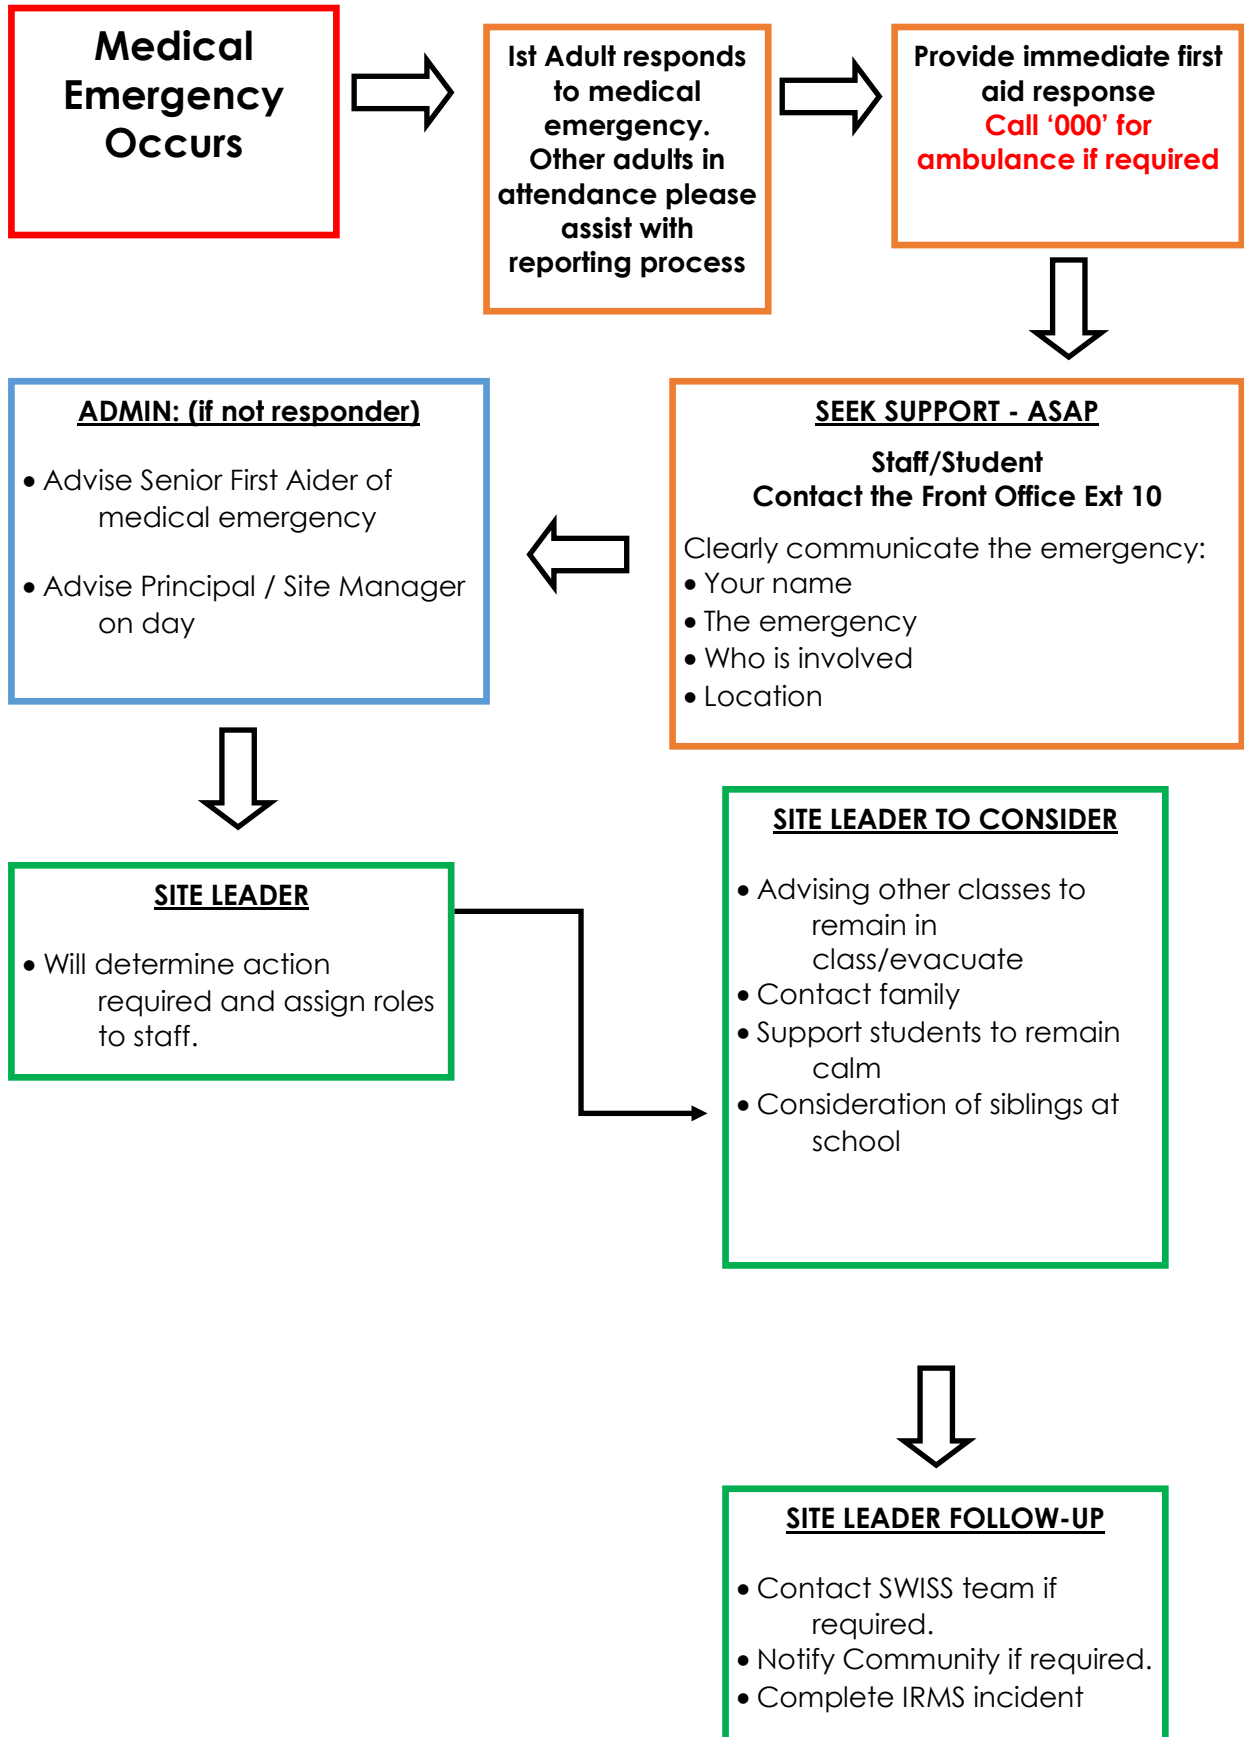 Medical
Emergency
Occurs
Ist Adult responds
to medical
emergency.
Other adults in
attendance please
assist with
reporting process
Provide immediate first
aid response
Call ‘000’ for
ambulance if required
SEEK SUPPORT - ASAP
Staff/Student
Contact the Front Office Ext 10
Clearly communicate the emergency:
• Your name
• The emergency
• Who is involved
• Location
ADMIN: (if not responder)
• Advise Senior First Aider of
medical emergency
• Advise Principal / Site Manager
on day
SITE LEADER
• Will determine action
required and assign roles
to staff.
SITE LEADER TO CONSIDER
• Advising other classes to
remain in
class/evacuate
• Contact family
• Support students to remain
calm
• Consideration of siblings at
school
SITE LEADER FOLLOW-UP
• Contact SWISS team if
required.
• Notify Community if required.
• Complete IRMS incident